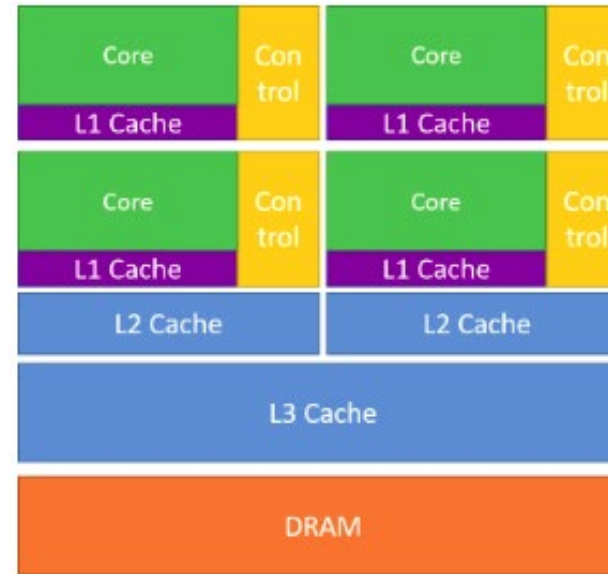 Core
Con
trol
L1 Cache
Core
Con
trol
L1 Cache
Core
Con
trol
L1 Cache
Core
Con
trol
L1 Cache
L2 Cache
L2 Cache
L3 Cache
DRAM